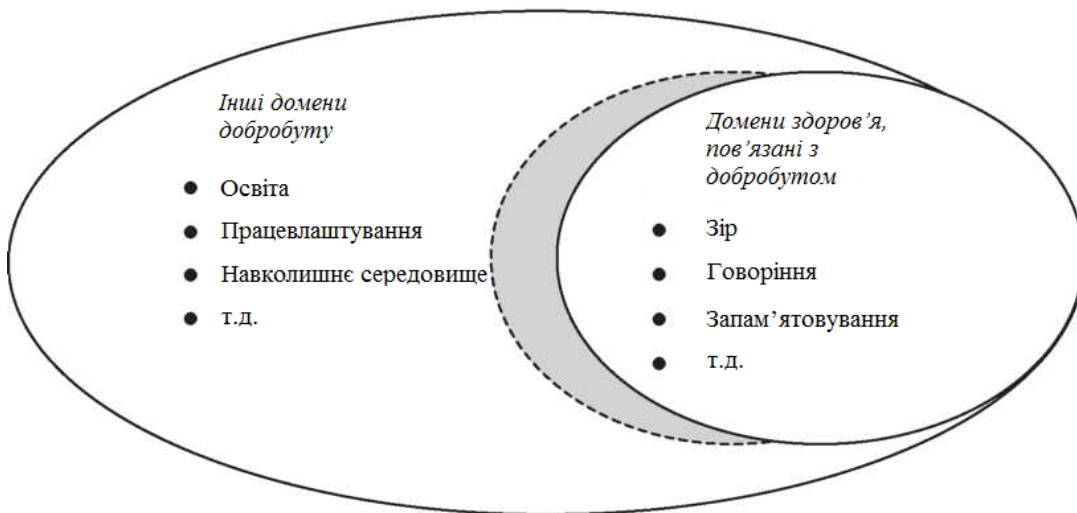 Інші домени
добробуту
● Освіта
● Працевлаштування
● Навколишнє середовище
● т.д.
Домени здоров’я,
пов’язані з
добробутом
● Зір
● Говоріння
● Запам’ятовування
● т.д.